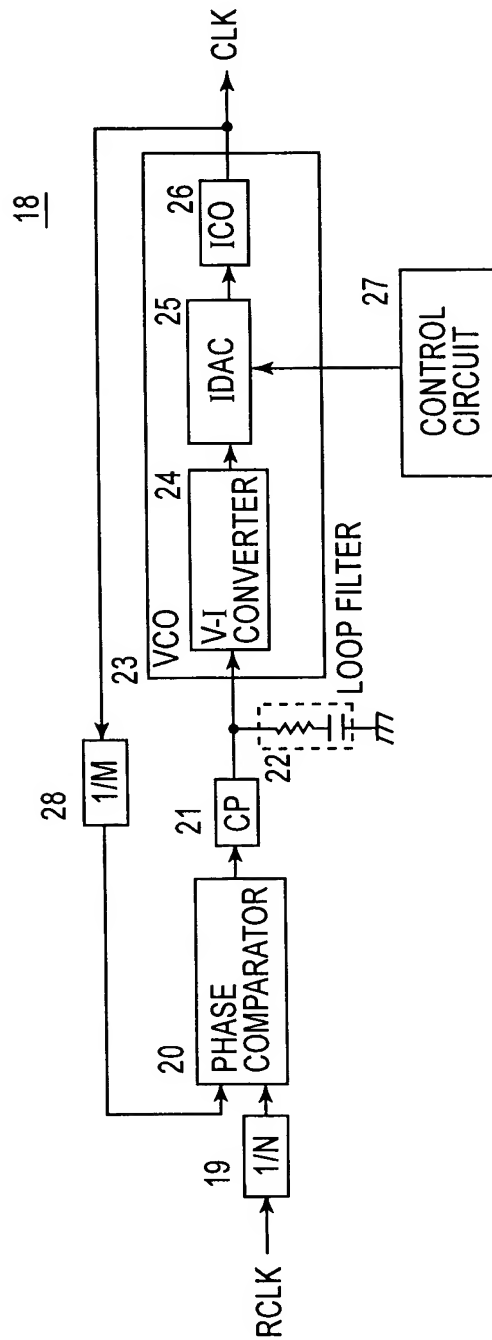 18
RCLK
19
1/N
20
PHASE
COMPARATOR
28
1/M
21
CP
22
LOOP FILTER
23
VCO
24
V-I
CONVERTER
25
IDAC
26
ICO
CLK
27
CONTROL
CIRCUIT